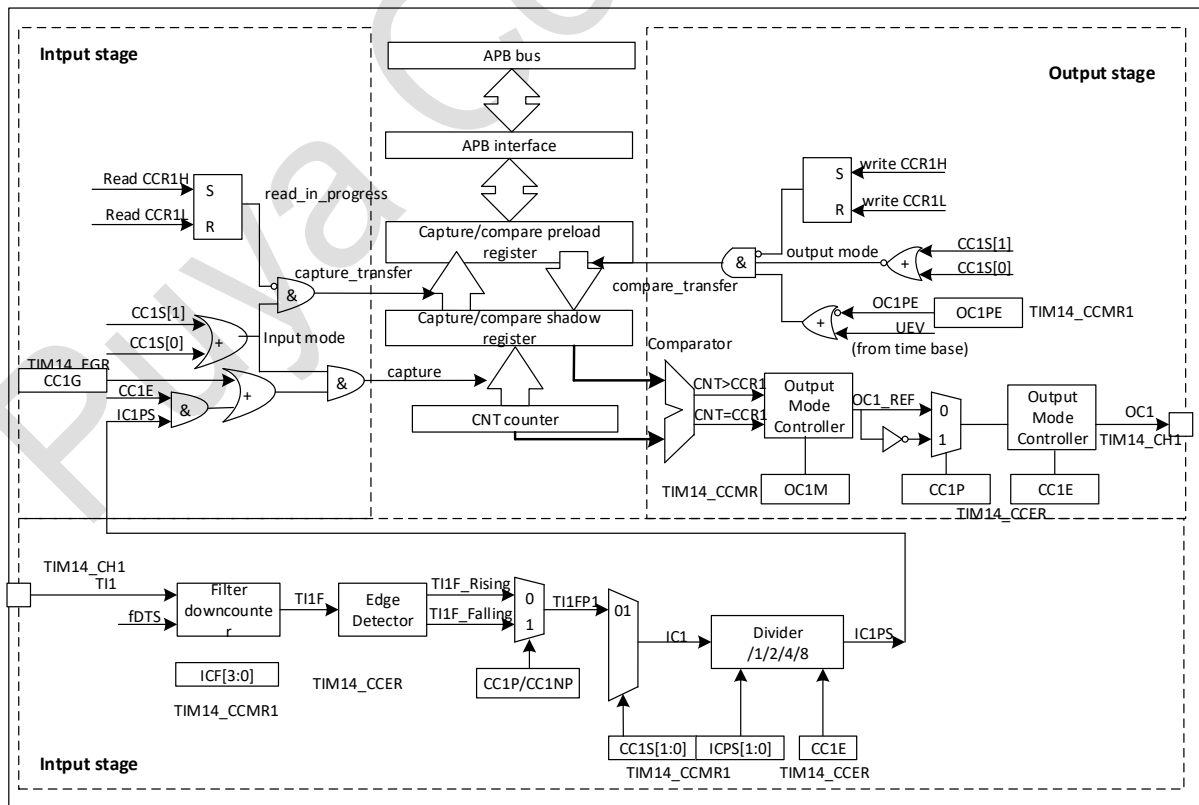 Puya Co
Intput stage
APB bus
Output stage
APB interface
Read CCR1H
S
read_in_progress
Read CCR1L
R
S
write CCR1H
R
write CCR1L
Capture/compare preload
register
capture_transfer
&
compare_transfer
&
output mode
+
CC1S[1]
CC1S[0]
CC1S[1]
CC1S[0]
+
Input mode
Capture/compare shadow
register
+
OC1PE
OC1PE
TIM14_CCMR1
UEV
(from time base)
TIM14_EGR
CC1G
CC1E
IC1PS
&
+
&
capture
CNT counter
Comparator
CNT>CCR1
CNT=CCR1
Output
Mode
Controller
OC1_REF
0
1
Output
Mode
Controller
OC1
TIM14_CH1
TIM14_CCMR
OC1M
CC1P
CC1E
TIM14_CCER
TIM14_CH1
TI1
fDTS
Filter
downcounte
r
TI1F
Edge
Detector
TI1F_Rising
TI1F_Falling
0
1
TI1FP1
01
IC1
Divider
/1/2/4/8
IC1PS
ICF[3:0]
TIM14_CCMR1
TIM14_CCER
CC1P/CC1NP
CC1S[1:0]
ICPS[1:0]
CC1E
TIM14_CCMR1
TIM14_CCER
Intput stage